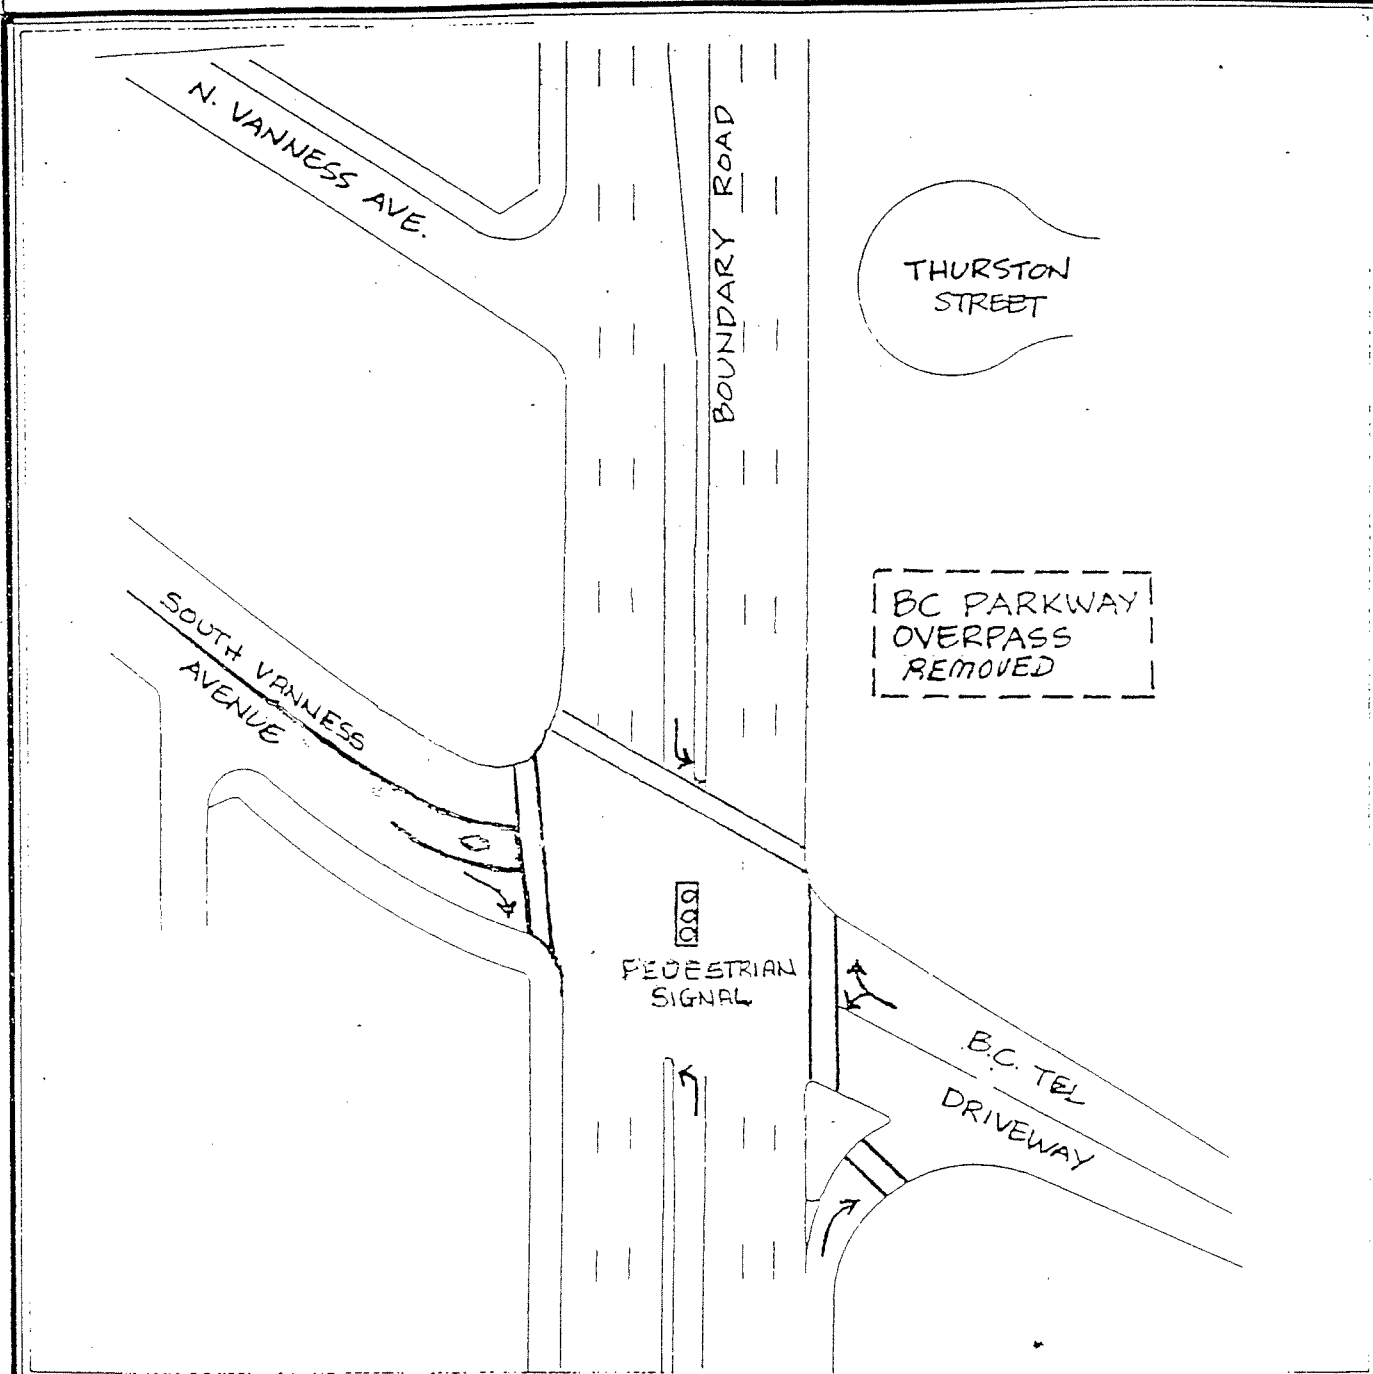 N. VANNESS AVE.
BOUNDARY ROAD
THURSTON
STREET
BC PARKWAY
OVERPASS
REMOVED
SOUTH VANNESS
AVENUE
PEDESTRIAN
SIGNAL
B.C. TEL
DRIVEWAY